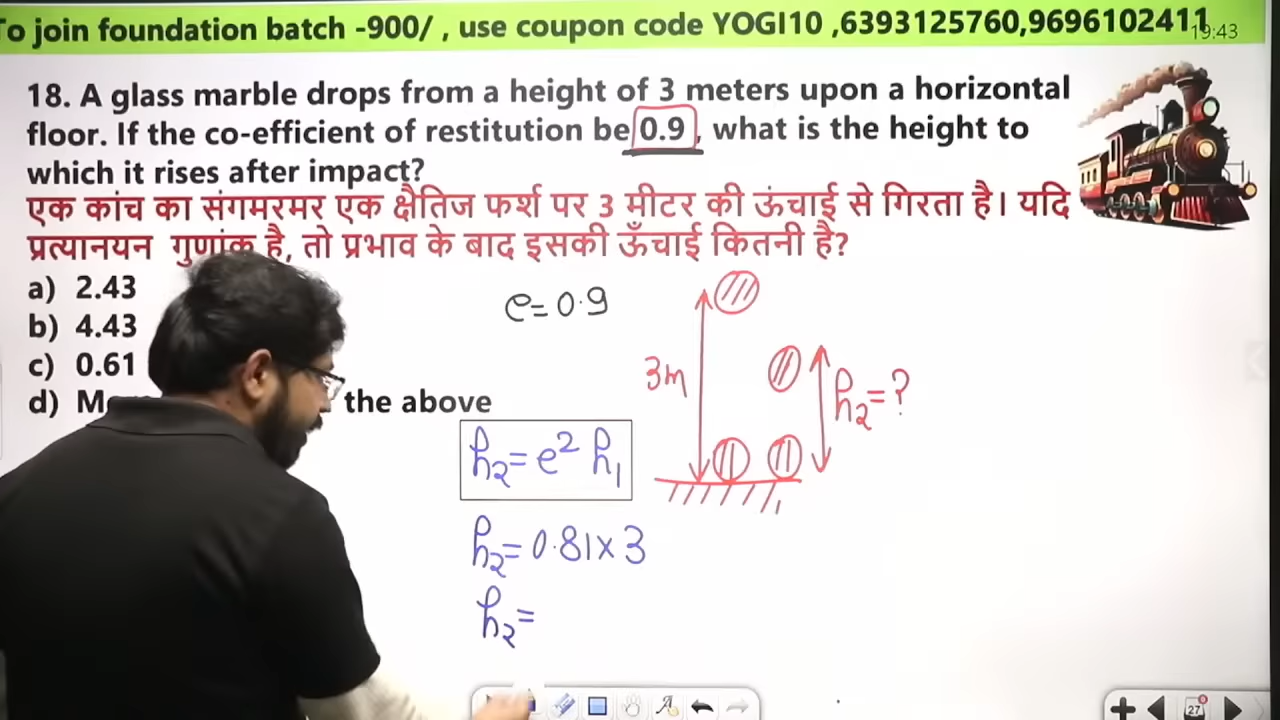 To join foundation batch -900/ , use coupon code YOGI10 ,6393125760,9696102411
19:43
18. A glass marble drops from a height of 3 meters upon a horizontal
floor. If the co-efficient of restitution be 0.9 , what is the height to
which it rises after impact?
एक कांच का संगमरमर एक क्षैतिज फर्श पर 3 मीटर की ऊंचाई से गिरता है। यदि
प्रत्यानयन गुणांक है, तो प्रभाव के बाद इसकी ऊँचाई कितनी है?
a) 2.43
b) 4.43
c) 0.61
d) the above
e=0.9
3m
h₂=?
h₂=e² h₁
h₂=0.81×3
h₂=
27